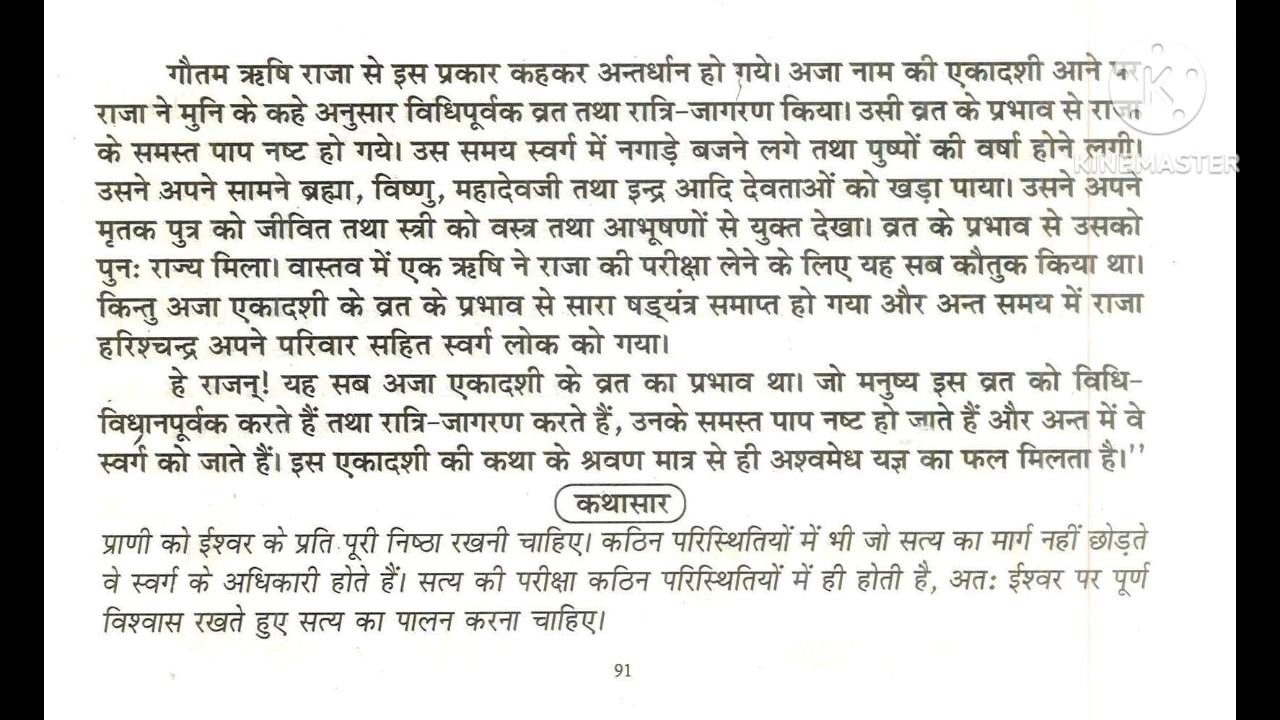 गौतम ऋषि राजा से इस प्रकार कहकर अन्तर्धान हो गये। अजा नाम की एकादशी आने पर
राजा ने मुनि के कहे अनुसार विधिपूर्वक व्रत तथा रात्रि-जागरण किया। उसी व्रत के प्रभाव से राजा
के समस्त पाप नष्ट हो गये। उस समय स्वर्ग में नगाड़े बजने लगे तथा पुष्पों की वर्षा होने लगी।
उसने अपने सामने ब्रह्मा, विष्णु, महादेवजी तथा इन्द्र आदि देवताओं को खड़ा पाया। उसने अपने
मृतक पुत्र को जीवित तथा स्त्री को वस्त्र तथा आभूषणों से युक्त देखा। व्रत के प्रभाव से उसको
पुनः राज्य मिला। वास्तव में एक ऋषि ने राजा की परीक्षा लेने के लिए यह सब कौतुक किया था।
किन्तु अजा एकादशी के व्रत के प्रभाव से सारा षड्यंत्र समाप्त हो गया और अन्त समय में राजा
हरिश्चन्द्र अपने परिवार सहित स्वर्ग लोक को गया।
हे राजन्! यह सब अजा एकादशी के व्रत का प्रभाव था। जो मनुष्य इस व्रत को विधि-
विधानपूर्वक करते हैं तथा रात्रि-जागरण करते हैं, उनके समस्त पाप नष्ट हो जाते हैं और अन्त में वे
स्वर्ग को जाते हैं। इस एकादशी की कथा के श्रवण मात्र से ही अश्वमेध यज्ञ का फल मिलता है।’’
कथासार
प्राणी को ईश्वर के प्रति पूरी निष्ठा रखनी चाहिए। कठिन परिस्थितियों में भी जो सत्य का मार्ग नहीं छोड़ते
वे स्वर्ग के अधिकारी होते हैं। सत्य की परीक्षा कठिन परिस्थितियों में ही होती है, अतः ईश्वर पर पूर्ण
विश्वास रखते हुए सत्य का पालन करना चाहिए।
91
K
KINEMASTER